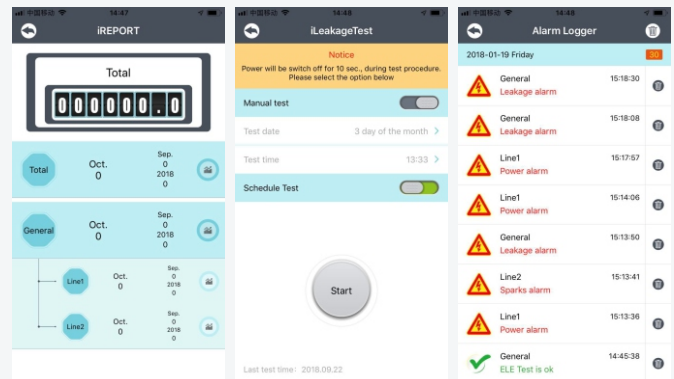 中国移动 14:47
iREPORT
Total
000000.0
Total
Oct.
0
Sep.
0
2018
0
General
Oct.
0
Sep.
0
2018
0
Line1
Oct.
0
Sep.
0
2018
0
Line2
Oct.
0
Sep.
0
2018
0
中国移动 14:48
iLeakageTest
Notice
Power will be switch off for 10 sec., during test procedure.
Please select the option below
Manual test
Test date 3 day of the month >
Test time 13:33 >
Schedule Test
Start
Last test time: 2018.09.22
中国移动 14:48
Alarm Logger
2018-01-19 Friday 30
General 15:18:30
Leakage alarm
General 15:18:08
Leakage alarm
Line1 15:17:57
Power alarm
Line1 15:14:06
Power alarm
General 15:13:50
Leakage alarm
Line2 15:13:41
Sparks alarm
Line1 15:13:36
Power alarm
General 14:45:38
ELE Test is ok